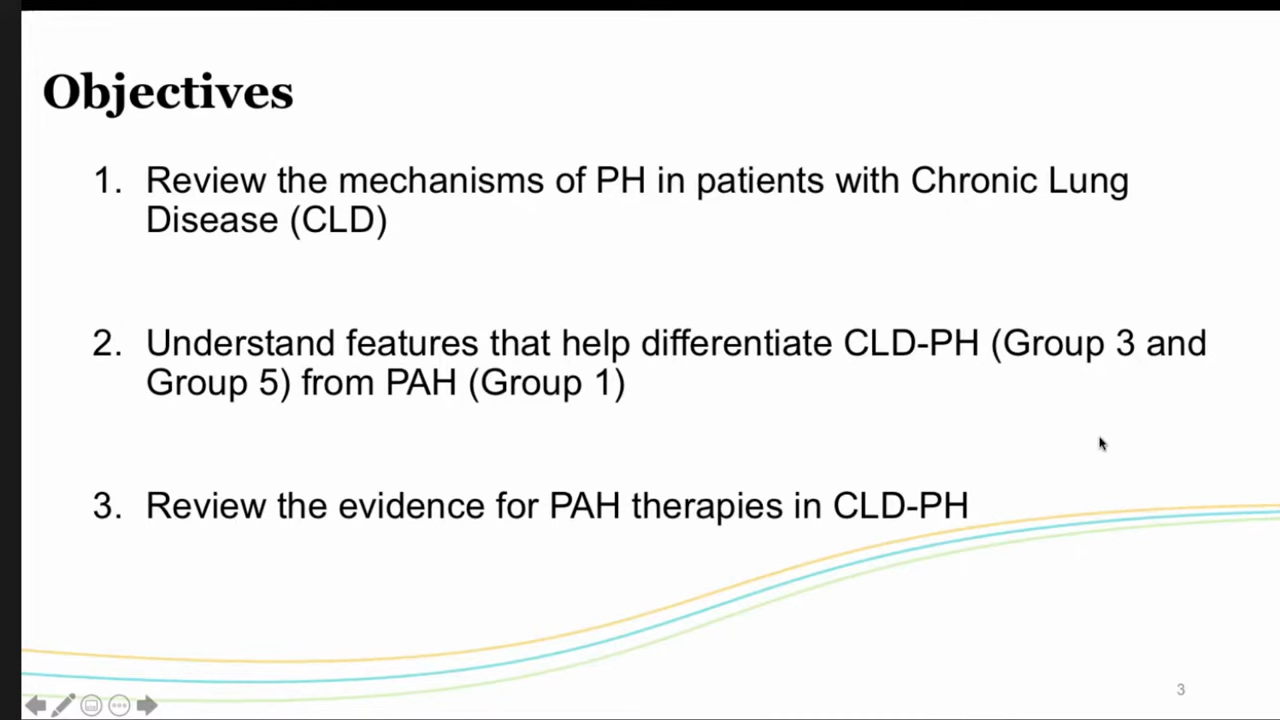 Objectives
1. Review the mechanisms of PH in patients with Chronic Lung
Disease (CLD)
2. Understand features that help differentiate CLD-PH (Group 3 and
Group 5) from PAH (Group 1)
3. Review the evidence for PAH therapies in CLD-PH
3